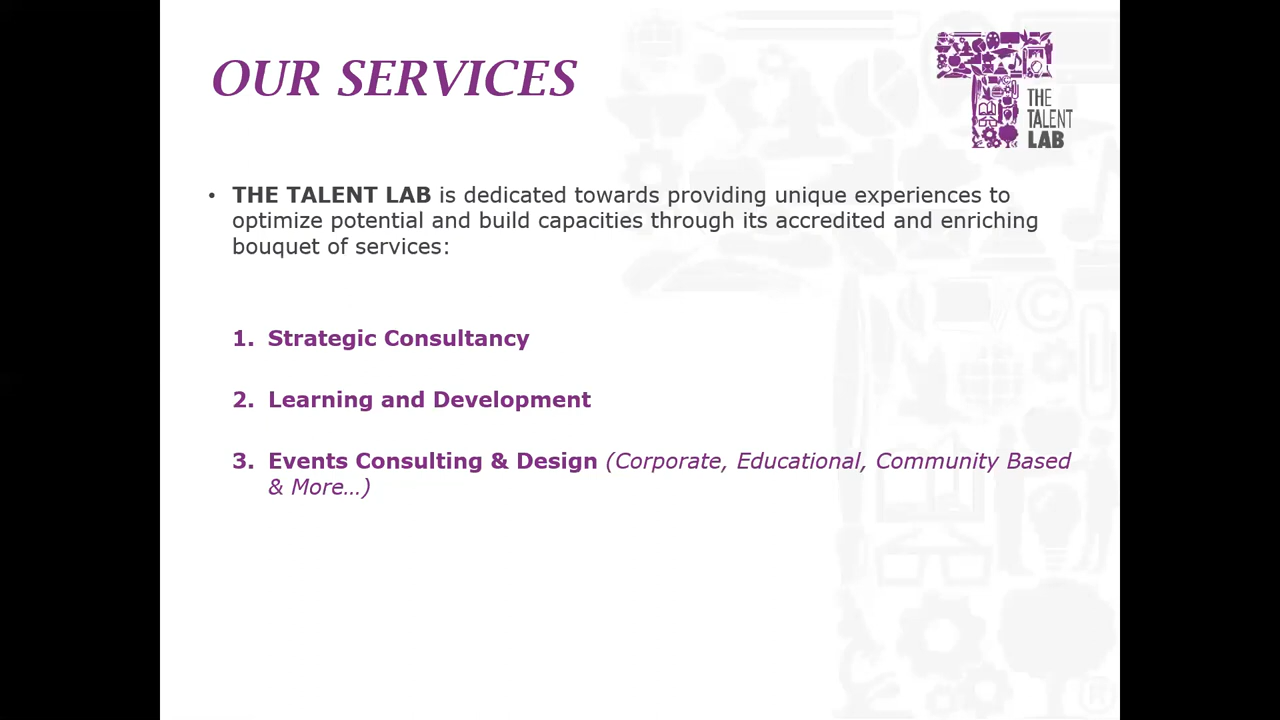 OUR SERVICES
THE
TALENT
LAB
• THE TALENT LAB is dedicated towards providing unique experiences to
optimize potential and build capacities through its accredited and enriching
bouquet of services:
1. Strategic Consultancy
2. Learning and Development
3. Events Consulting & Design (Corporate, Educational, Community Based
& More…)